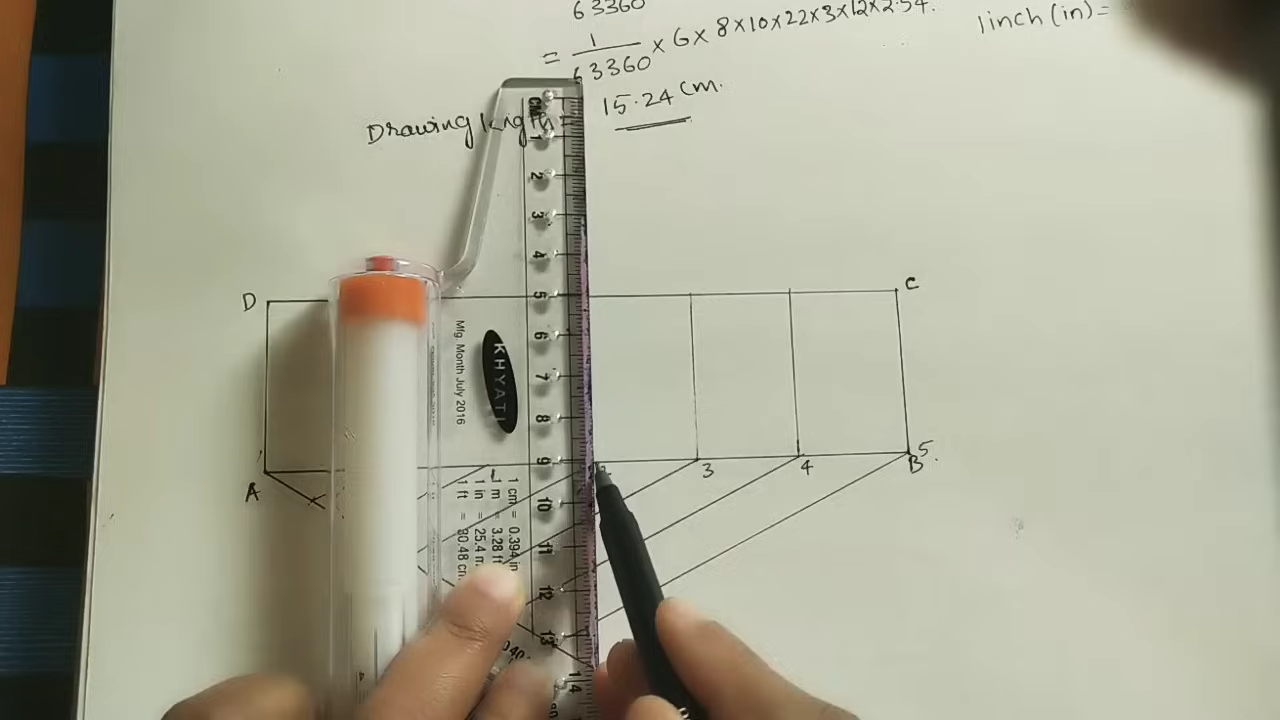 63360
= 1/63360 × 6 × 8×10×22×3×12×2.54.
1 inch (in) =
Drawing length = 15.24 cm.
CM
1
2
3
4
5
6
7
8
9
10
11
12
13
14
Mfg. Month July 2016
KHYATI
1 cm = 0.394 in
1 m = 3.28 ft
1 in = 25.4 m
1 ft = 30.48 cm
D
C
A
B
3
4
5